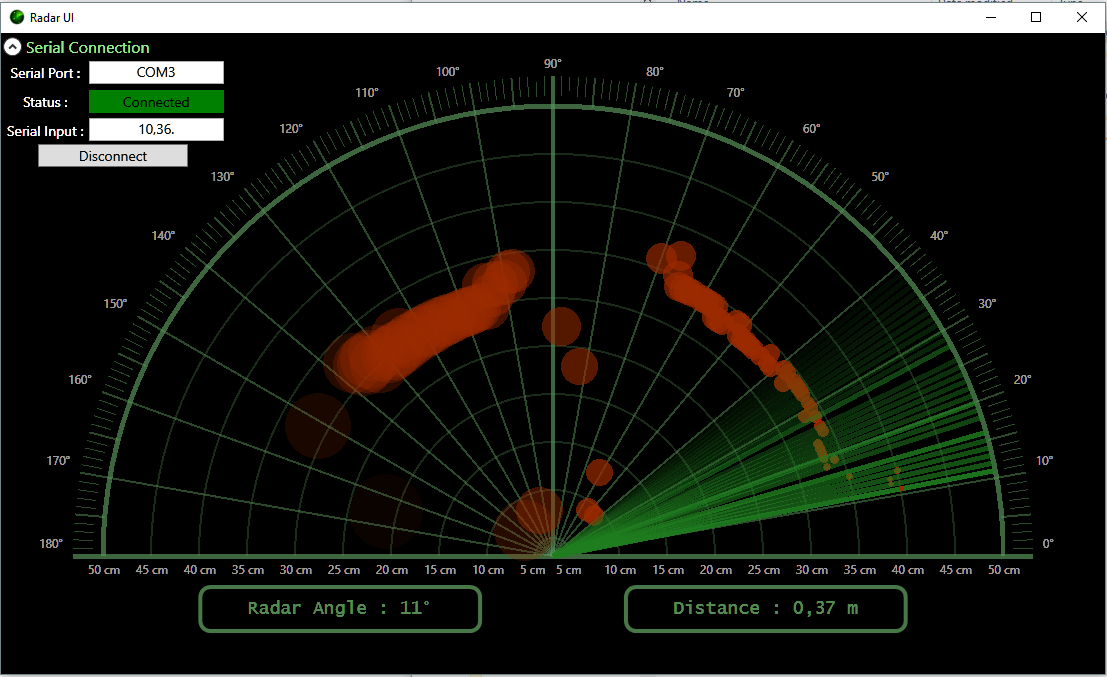 Radar UI
Serial Connection
Serial Port : COM3
Status : Connected
Serial Input : 10,36.
Disconnect
90°
100° 80°
110° 70°
120° 60°
130° 50°
140° 40°
150° 30°
160° 20°
170° 10°
180° 0°
50 cm 45 cm 40 cm 35 cm 30 cm 25 cm 20 cm 15 cm 10 cm 5 cm 5 cm 10 cm 15 cm 20 cm 25 cm 30 cm 35 cm 40 cm 45 cm 50 cm
Radar Angle : 11° Distance : 0,37 m